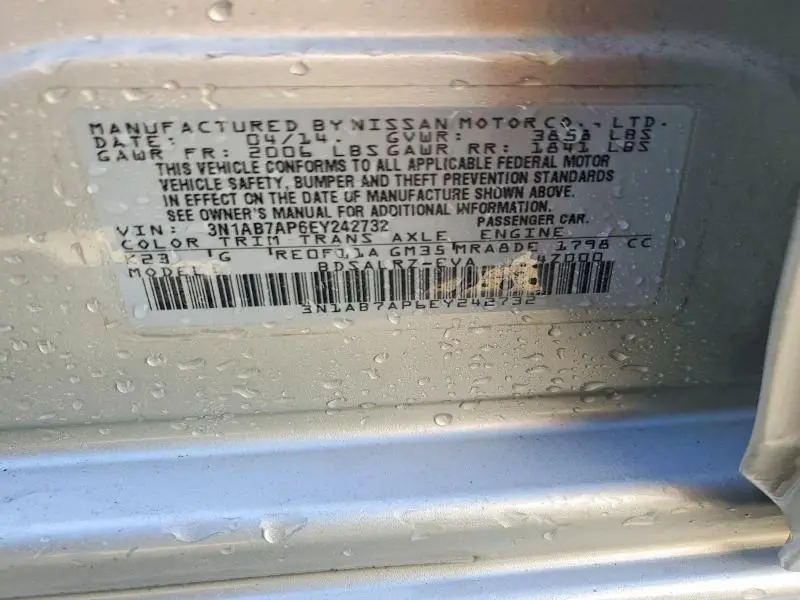 MANUFACTURED BY NISSAN MOTOR CO., LTD.
DATE: 04/14. GVWR: 3858 LBS
GAWR FR: 2006 LBS GAWR RR: 1841 LBS
THIS VEHICLE CONFORMS TO ALL APPLICABLE FEDERAL MOTOR
VEHICLE SAFETY, BUMPER AND THEFT PREVENTION STANDARDS
IN EFFECT ON THE DATE OF MANUFACTURE SHOWN ABOVE.
SEE OWNER'S MANUAL FOR ADDITIONAL INFORMATION.
VIN: 3N1AB7AP6EY242732 PASSENGER CAR.
COLOR TRIM TRANS AXLE ENGINE
K23 G RE0F11A GM35 MRA8DE 1798 CC
MODEL: BDSALRZ-EVA
3N1AB7AP6EY242732